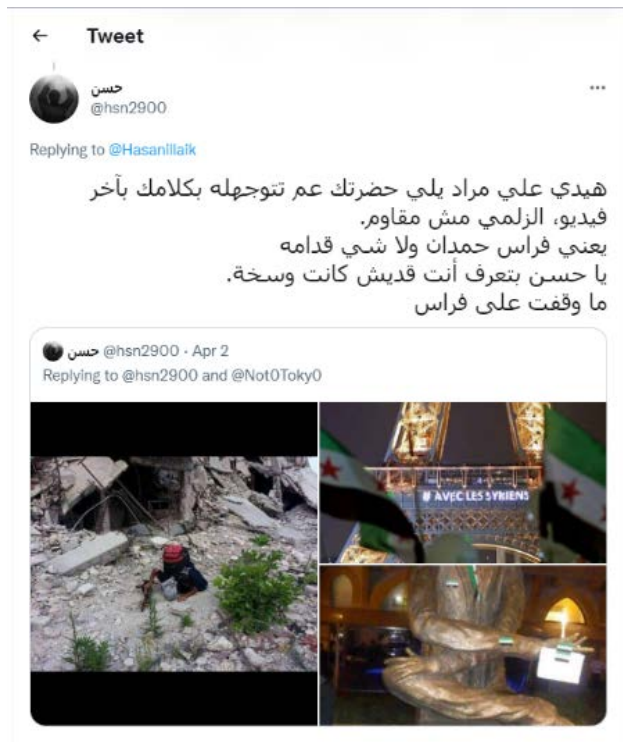 Tweet
حسن
@hsn2900
Replying to @Hasanillaik
هيدي علي مراد يلي حضرتك عم تتوجهله بكلامك بآخر
فيديو، الزلمي مش مقاوم.
يعني فراس حمدان ولا شي قدامه
يا حسن بتعرف أنت قديش كانت وسخة.
ما وقفت على فراس
حسن @hsn2900 · Apr 2
Replying to @hsn2900 and @Not0Toky0
AVEC LES SYRIENS